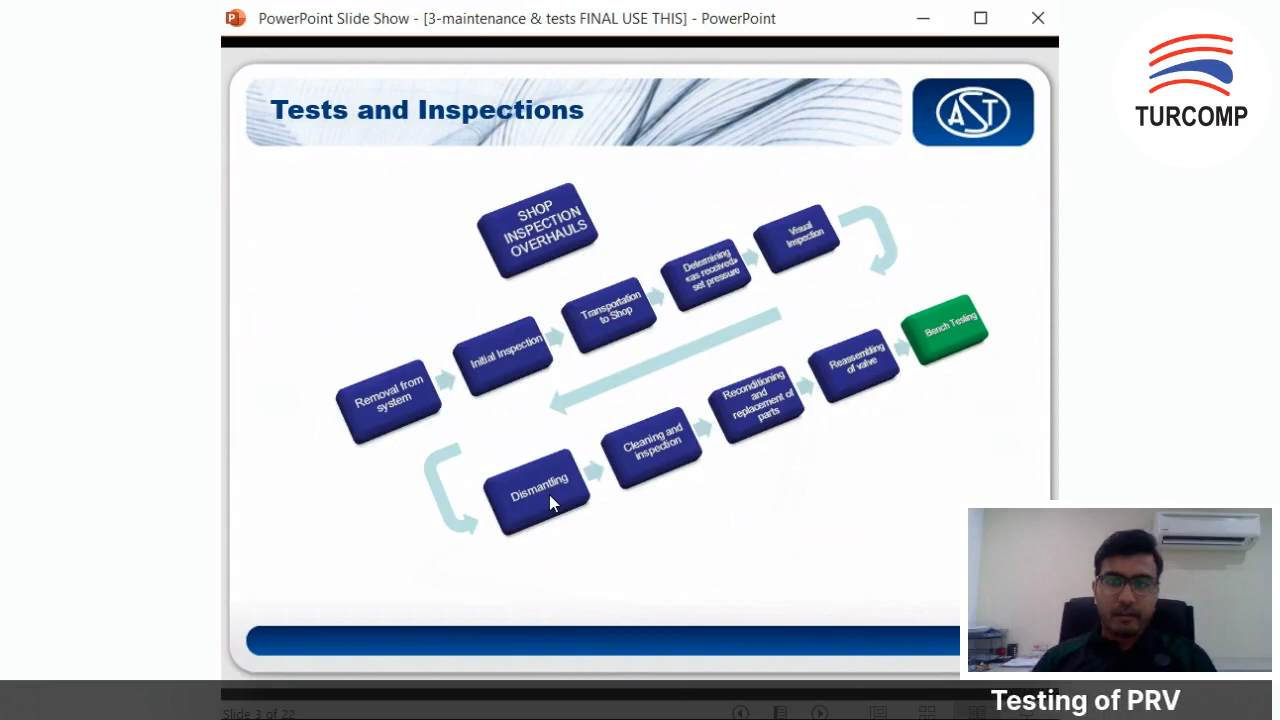 PowerPoint Slide Show - [3-maintenance & tests FINAL USE THIS] - PowerPoint
TURCOMP
Tests and Inspections
AST
SHOP
INSPECTION
OVERHAULS
Visual
Inspection
Determining
«as received»
set pressure
Transportation
to Shop
Initial Inspection
Removal from
system
Bench Testing
Reassembling
of valve
Reconditioning
and
replacement of
parts
Cleaning and
inspection
Dismantling
Testing of PRV
Slide 3 of 22